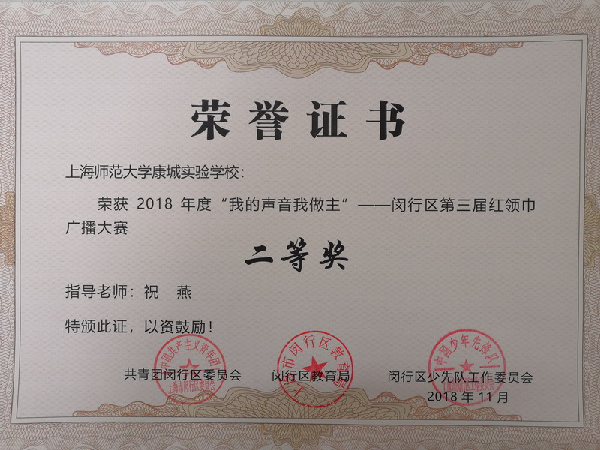 荣誉证书
上海师范大学康城实验学校：
荣获 2018 年度“我的声音我做主”——闵行区第三届红领巾
广播大赛
二等奖
指导老师：祝 燕
特颁此证，以资鼓励！
共青团闵行区委员会 闵行区教育局 闵行区少先队工作委员会
2018 年 11 月